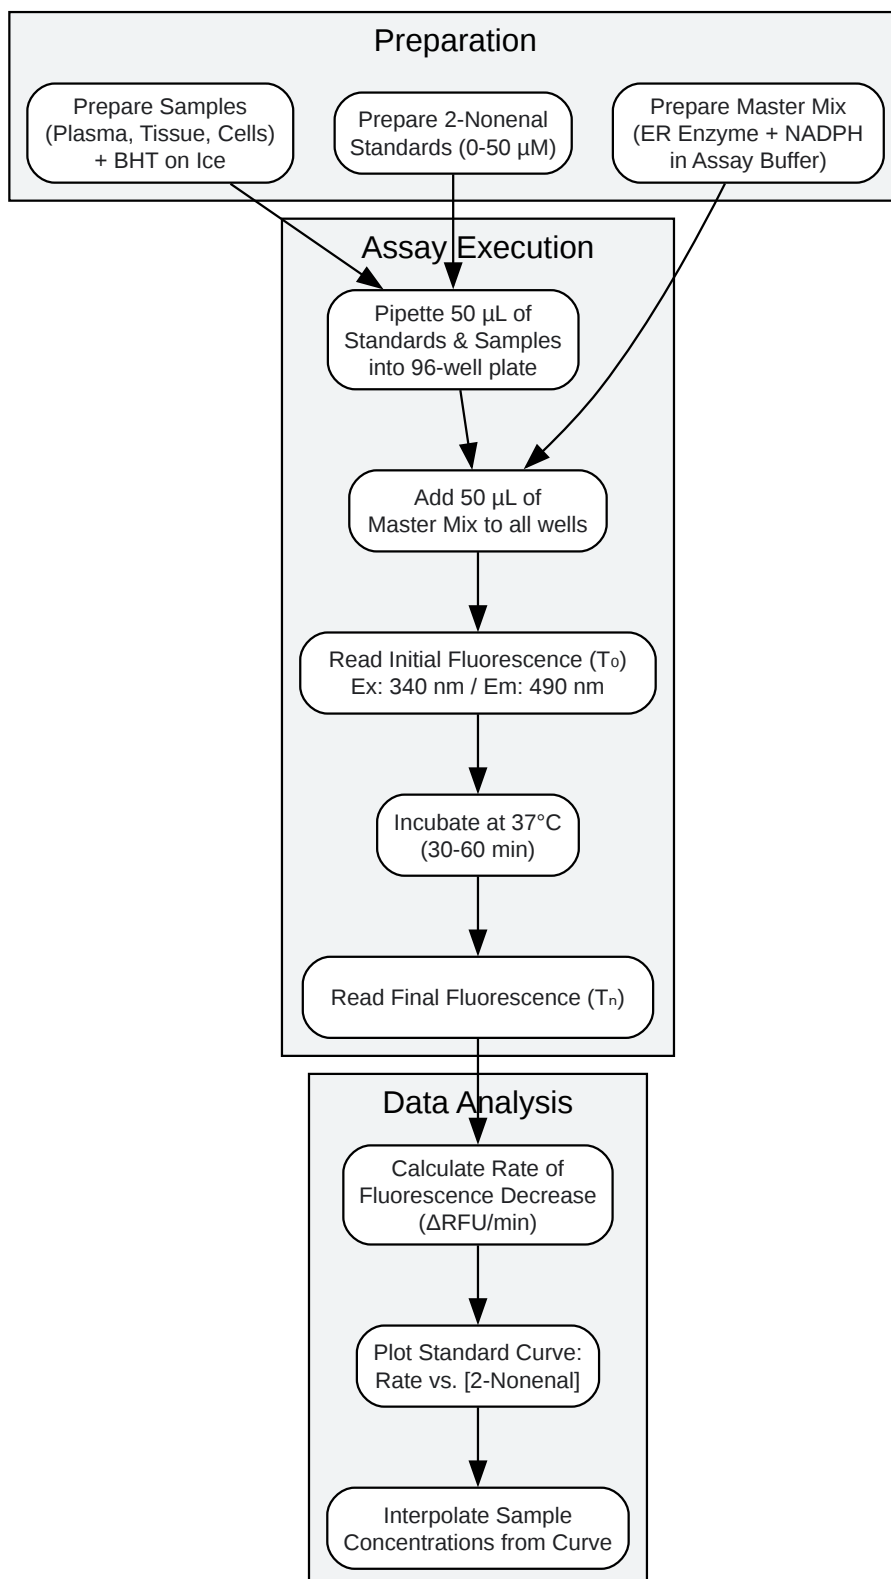 Preparation
Prepare Samples
(Plasma, Tissue, Cells)
+ BHT on Ice
Prepare 2-Nonenal
Standards (0-50 µM)
Prepare Master Mix
(ER Enzyme + NADPH
in Assay Buffer)
Assay Execution
Pipette 50 µL of
Standards & Samples
into 96-well plate
Add 50 µL of
Master Mix to all wells
Read Initial Fluorescence (T₀)
Ex: 340 nm / Em: 490 nm
Incubate at 37°C
(30-60 min)
Read Final Fluorescence (Tₙ)
Data Analysis
Calculate Rate of
Fluorescence Decrease
(ΔRFU/min)
Plot Standard Curve:
Rate vs. [2-Nonenal]
Interpolate Sample
Concentrations from Curve